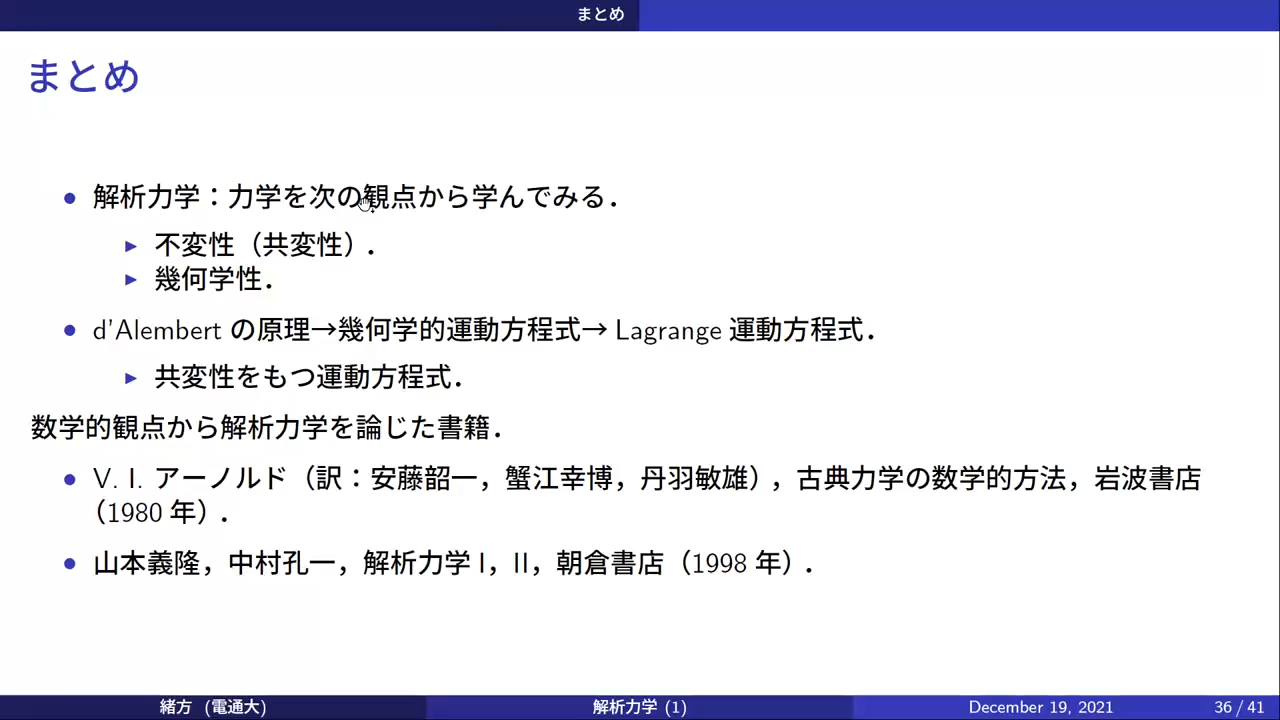 まとめ
まとめ
解析力学：力学を次の観点から学んでみる．
不変性（共変性）．
幾何学性．
d'Alembert の原理→幾何学的運動方程式→ Lagrange 運動方程式．
共変性をもつ運動方程式．
数学的観点から解析力学を論じた書籍．
V. I. アーノルド（訳：安藤韶一，蟹江幸博，丹羽敏雄），古典力学の数学的方法，岩波書店
（1980 年）．
山本義隆，中村孔一，解析力学 I，II，朝倉書店（1998 年）．
緒方 (電通大) 解析力学 (1) December 19, 2021 36 / 41